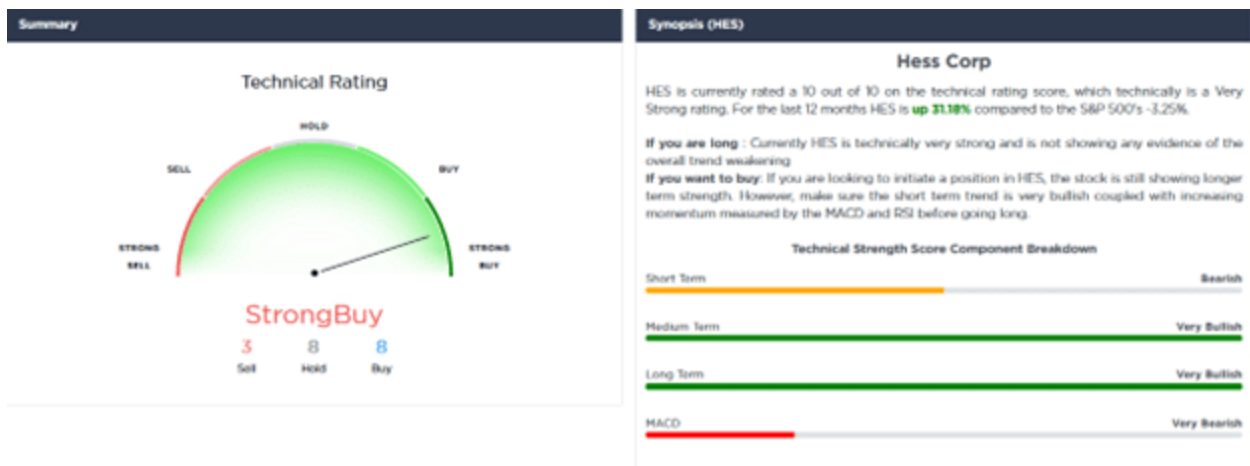 Summary
Technical Rating
HOLD
SELL
BUY
STRONG
SELL
STRONG
BUY
StrongBuy
3 8 8
Sell Hold Buy
Synopsis (HES)
Hess Corp
HES is currently rated a 10 out of 10 on the technical rating score, which technically is a Very
Strong rating. For the last 12 months HES is up 31.18% compared to the S&P 500's -3.25%.
If you are long : Currently HES is technically very strong and is not showing any evidence of the
overall trend weakening
If you want to buy: If you are looking to initiate a position in HES, the stock is still showing longer
term strength. However, make sure the short term trend is very bullish coupled with increasing
momentum measured by the MACD and RSI before going long.
Technical Strength Score Component Breakdown
Short Term Bearish
Medium Term Very Bullish
Long Term Very Bullish
MACD Very Bearish